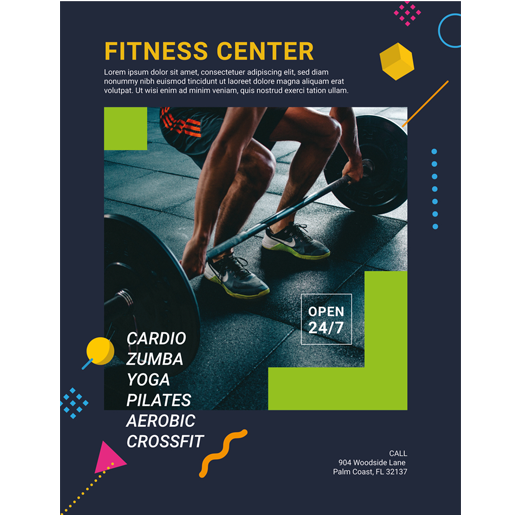 FITNESS CENTER
Lorem ipsum dolor sit amet, consectetuer adipiscing elit, sed diam
nonummy nibh euismod tincidunt ut laoreet dolore magna aliquam erat
volutpat. Ut wisi enim ad minim veniam, quis nostrud exerci tation ullam.
OPEN
24/7
CARDIO
ZUMBA
YOGA
PILATES
AEROBIC
CROSSFIT
CALL
904 Woodside Lane
Palm Coast, FL 32137